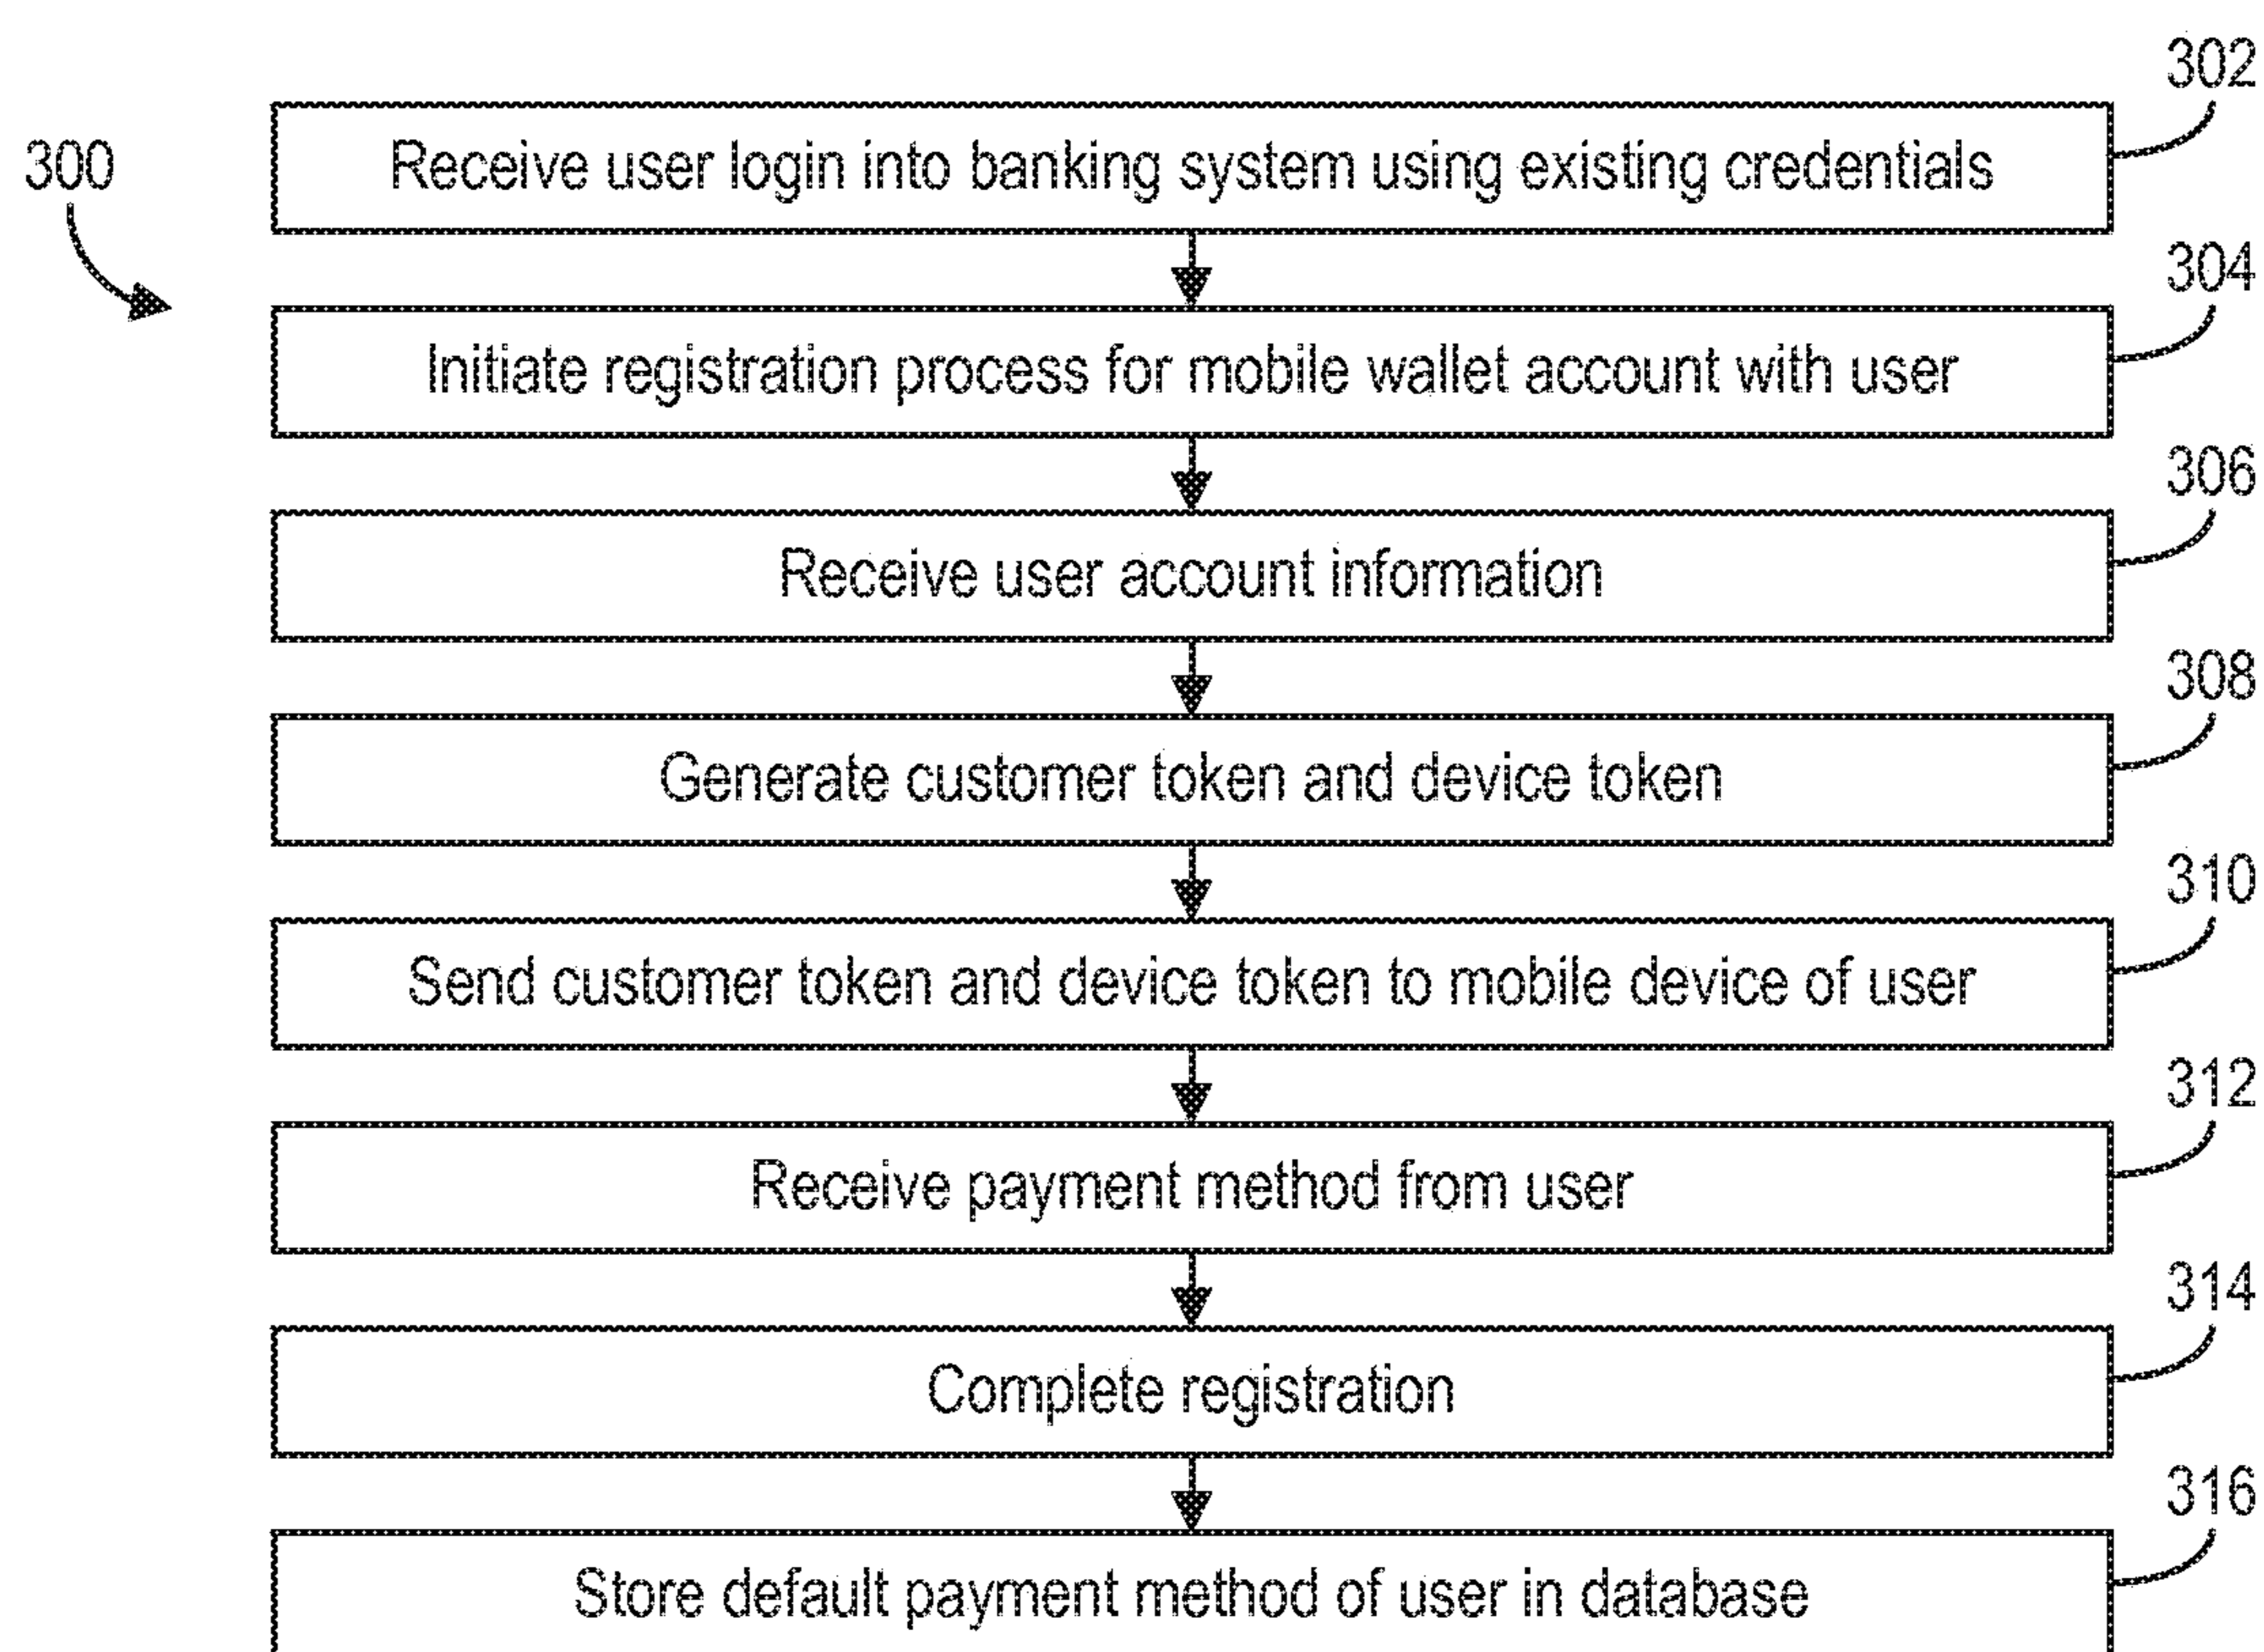 302
300
Receive user login into banking system using existing credentials
304
Initiate registration process for mobile wallet account with user
306
Receive user account information
308
Generate customer token and device token
310
Send customer token and device token to mobile device of user
312
Receive payment method from user
314
Complete registration
316
Store default payment method of user in database